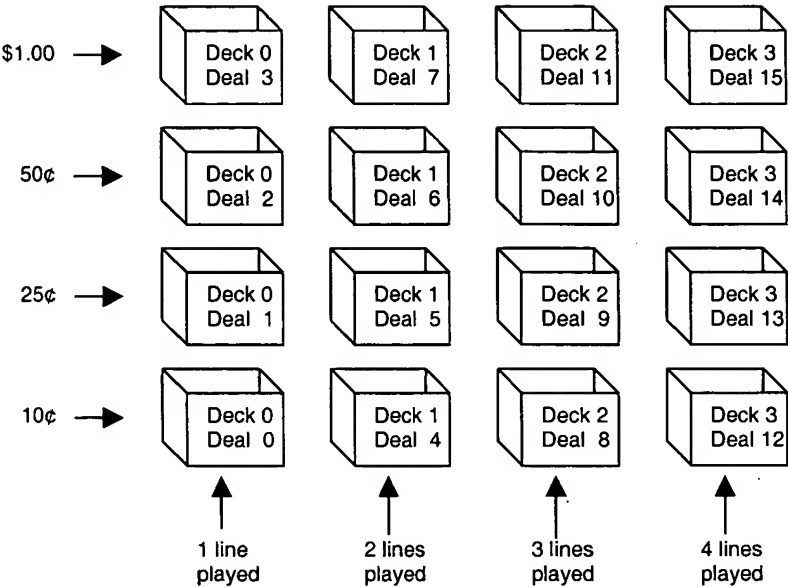 $1.00
Deck 0
Deal 3
Deck 1
Deal 7
Deck 2
Deal 11
Deck 3
Deal 15
50¢
Deck 0
Deal 2
Deck 1
Deal 6
Deck 2
Deal 10
Deck 3
Deal 14
25¢
Deck 0
Deal 1
Deck 1
Deal 5
Deck 2
Deal 9
Deck 3
Deal 13
10¢
Deck 0
Deal 0
Deck 1
Deal 4
Deck 2
Deal 8
Deck 3
Deal 12
1 line
played
2 lines
played
3 lines
played
4 lines
played